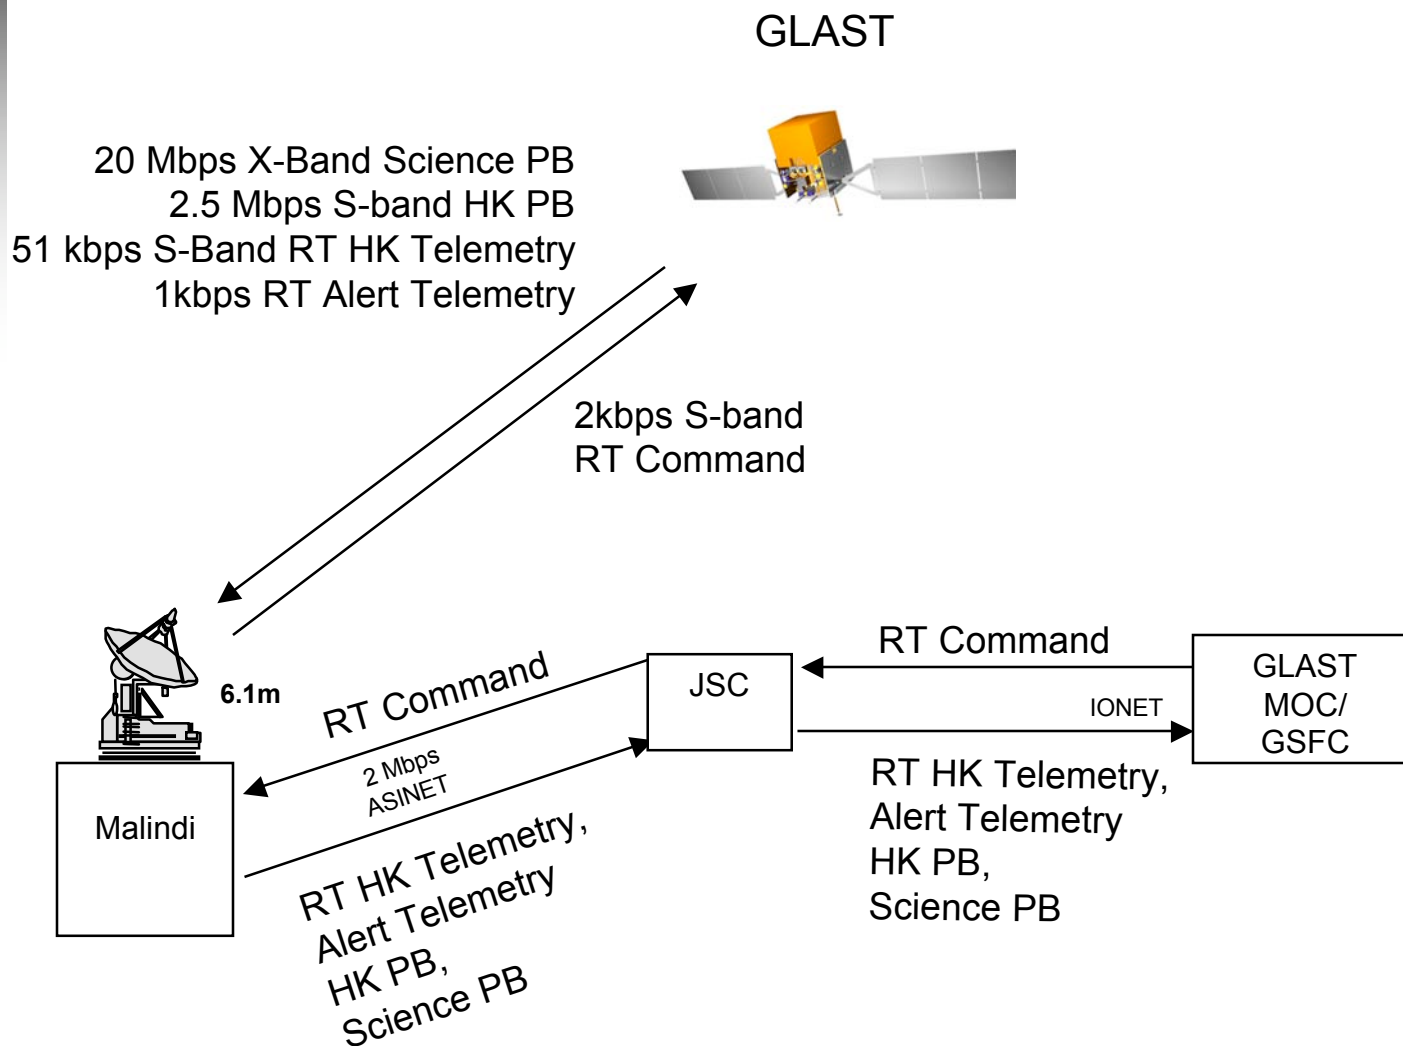 GLAST
20 Mbps X-Band Science PB
2.5 Mbps S-band HK PB
51 kbps S-Band RT HK Telemetry
1kbps RT Alert Telemetry
2kbps S-band
RT Command
6.1m
Malindi
RT Command
2 Mbps
ASINET
RT HK Telemetry,
Alert Telemetry
HK PB,
Science PB
JSC
RT Command
IONET
RT HK Telemetry,
Alert Telemetry
HK PB,
Science PB
GLAST
MOC/
GSFC